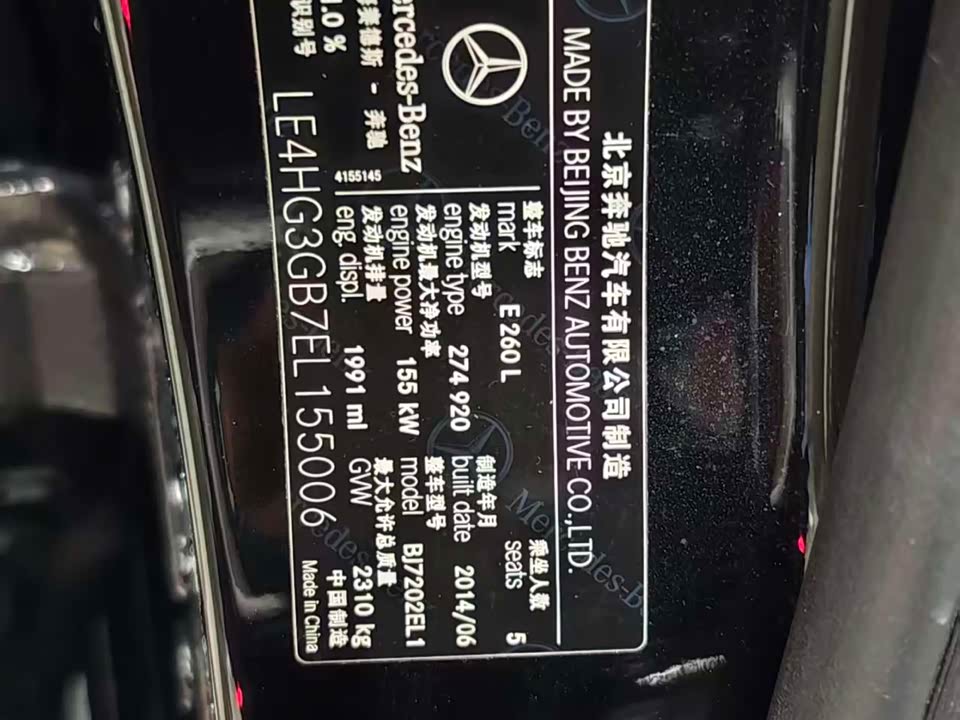 北京奔驰汽车有限公司制造
MADE BY BEIJING BENZ AUTOMOTIVE CO.,LTD.
整车标志 乘坐人数
mark E 260 L seats 5
发动机型号 制造年月
engine type 274 920 built date 2014/06
发动机最大净功率 整车型号
engine power 155 kW model BJ7202EL1
发动机排量 最大允许总质量
eng. displ. 1991 ml GVW 2310 kg
Mercedes-Benz
梅赛德斯 - 奔驰
4155145
中国制造
Made in China
.0 %
识别号
LE4HG3GB7EL155006